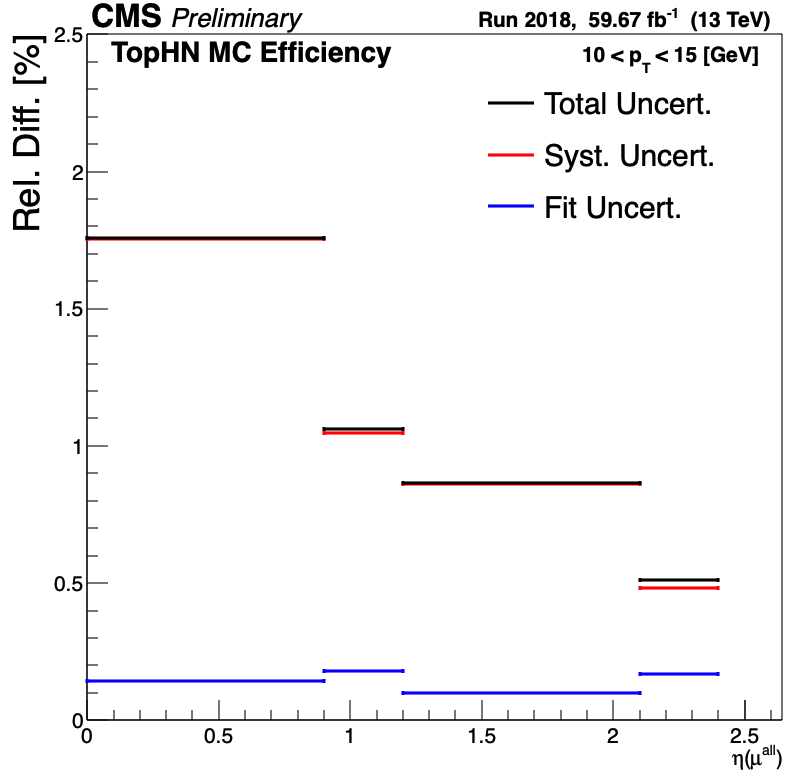 CMS Preliminary
Run 2018, 59.67 fb⁻¹ (13 TeV)
TopHN MC Efficiency
10 < p_T < 15 [GeV]
Rel. Diff. [%]
Total Uncert.
Syst. Uncert.
Fit Uncert.
2.5
2
1.5
1
0.5
0
0
0.5
1
1.5
2
2.5
η(μ^all)